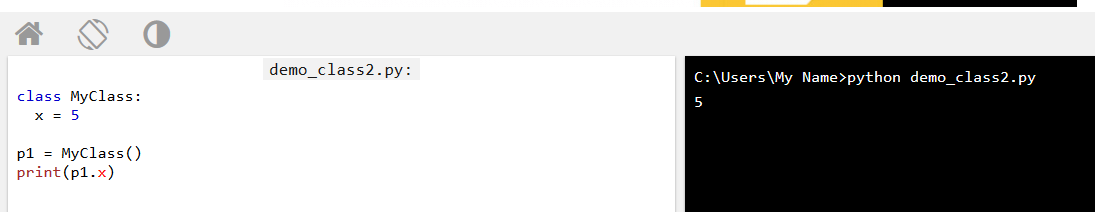 demo_class2.py:
class MyClass:
  x = 5

p1 = MyClass()
print(p1.x)
C:\Users\My Name>python demo_class2.py
5